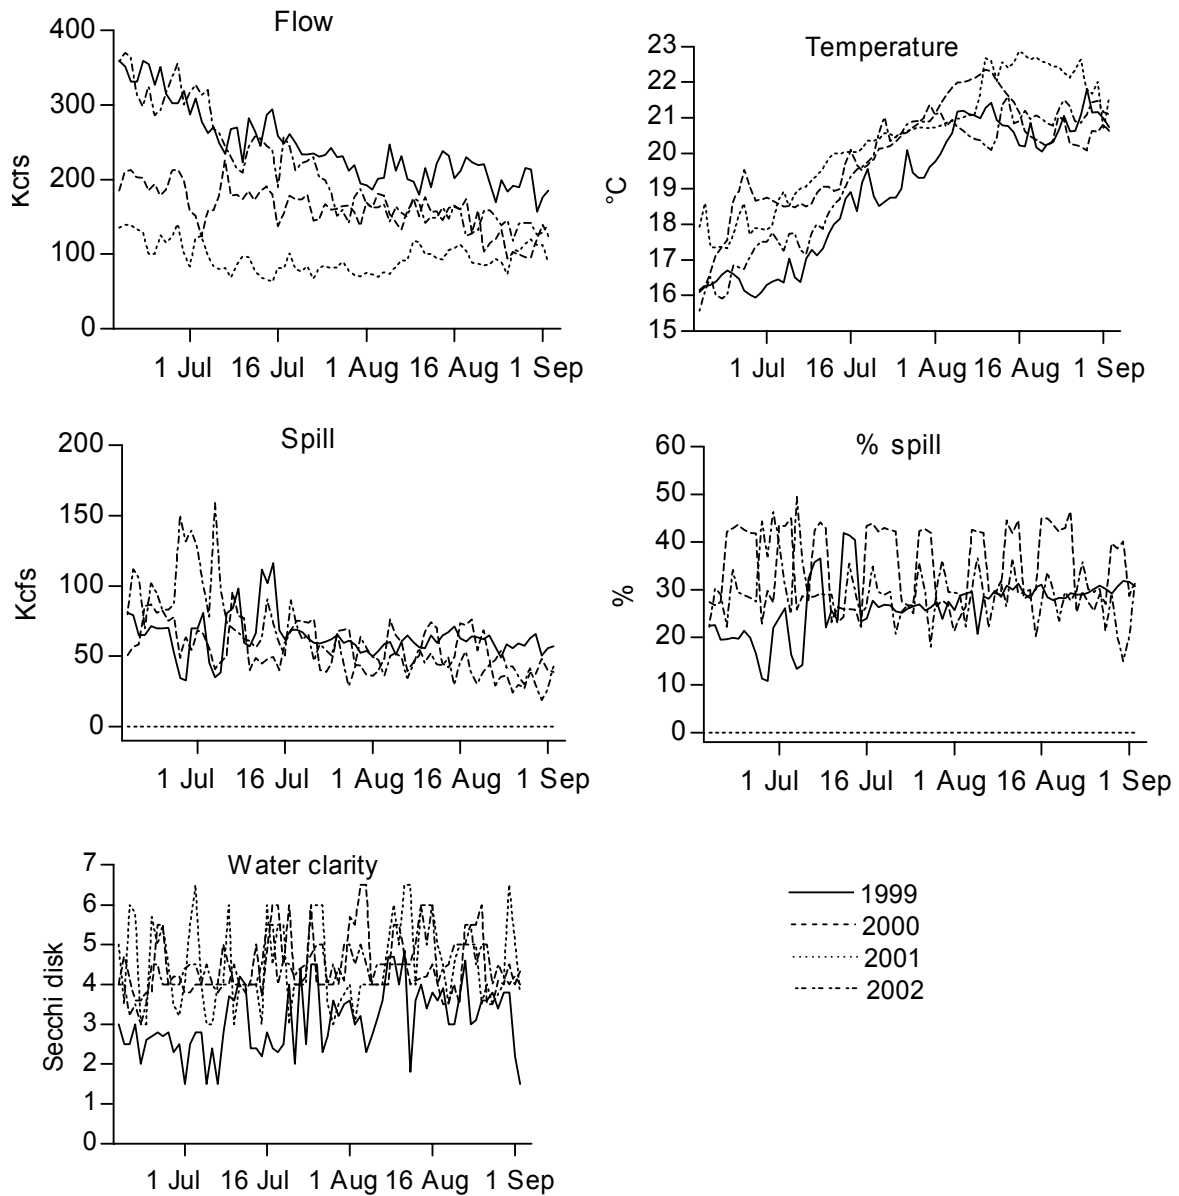 Flow
Kcfs
400
300
200
100
0
1 Jul 16 Jul 1 Aug 16 Aug 1 Sep
Temperature
°C
23
22
21
20
19
18
17
16
15
1 Jul 16 Jul 1 Aug 16 Aug 1 Sep
Spill
Kcfs
200
150
100
50
0
1 Jul 16 Jul 1 Aug 16 Aug 1 Sep
% spill
%
60
50
40
30
20
10
0
1 Jul 16 Jul 1 Aug 16 Aug 1 Sep
Water clarity
Secchi disk
7
6
5
4
3
2
1
0
1 Jul 16 Jul 1 Aug 16 Aug 1 Sep
1999
2000
2001
2002